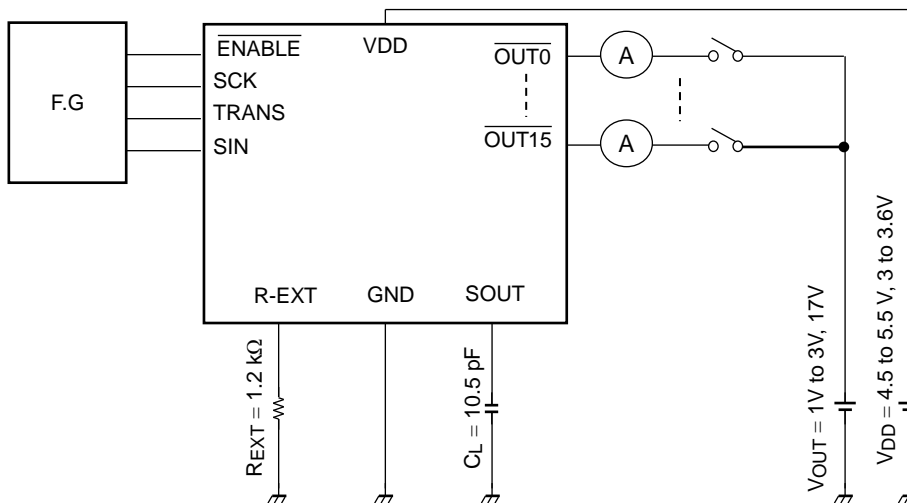 F.G
ENABLE
SCK
TRANS
SIN
VDD
OUT0
OUT15
A
A
R-EXT
GND
SOUT
REXT = 1.2 kΩ
CL = 10.5 pF
VOUT = 1V to 3V, 17V
VDD = 4.5 to 5.5 V, 3 to 3.6V